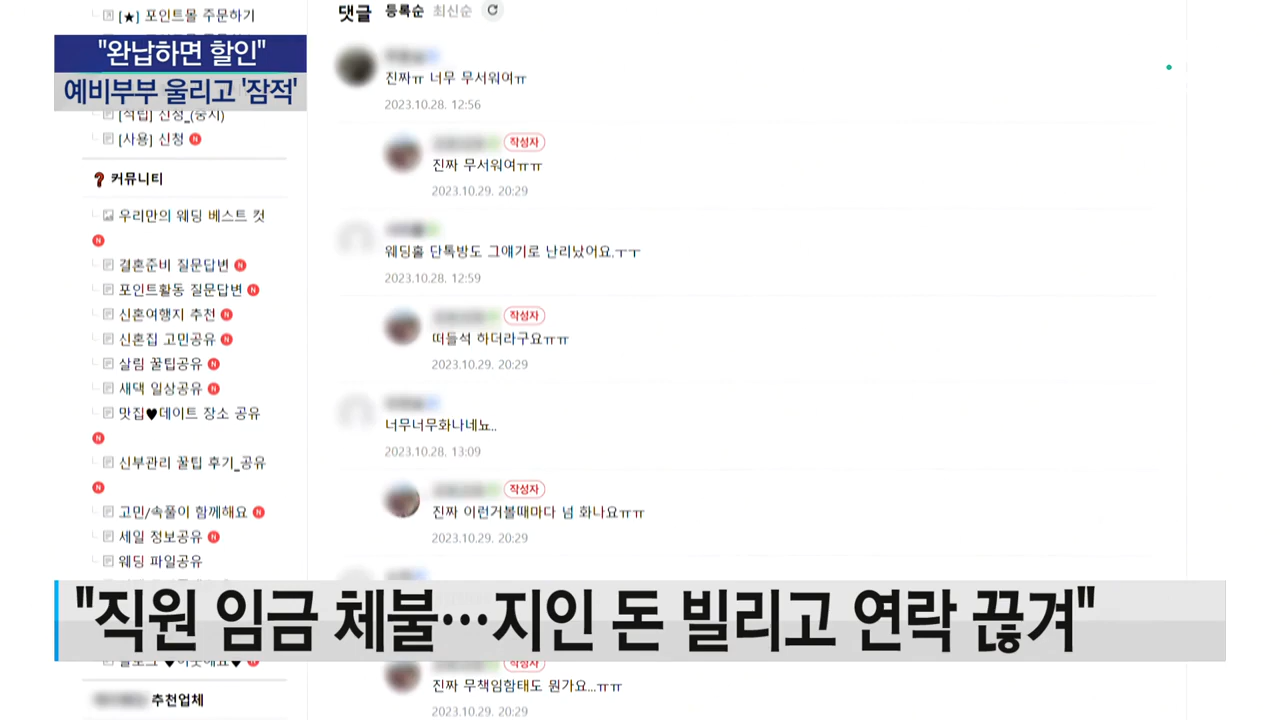 [★] 포인트몰 주문하기
"완납하면 할인"
예비부부 울리고 '잠적'
[적립] 신청_(중지)
[사용] 신청 N
? 커뮤니티
우리만의 웨딩 베스트 컷
N
결혼준비 질문답변 N
포인트활동 질문답변 N
신혼여행지 추천 N
신혼집 고민공유 N
살림 꿀팁공유 N
새댁 일상공유 N
맛집♥데이트 장소 공유
N
신부관리 꿀팁 후기_공유
N
고민/속풀이 함께해요 N
세일 정보공유 N
웨딩 파일공유
추천업체
댓글 등록순 최신순
진짜ㅠ 너무 무서워여ㅠ
2023.10.28. 12:56
작성자
진짜 무서워여ㅠㅠ
2023.10.29. 20:29
웨딩홀 단톡방도 그얘기로 난리났어요.ㅜㅜ
2023.10.28. 12:59
작성자
떠들석 하더라구요ㅠㅠ
2023.10.29. 20:29
너무너무화나네뇨..
2023.10.28. 13:09
작성자
진짜 이런거볼때마다 넘 화나요ㅠㅠ
2023.10.29. 20:29
"직원 임금 체불…지인 돈 빌리고 연락 끊겨"
작성자
진짜 무책임함태도 뭔가요...ㅠㅠ
2023.10.29. 20:29